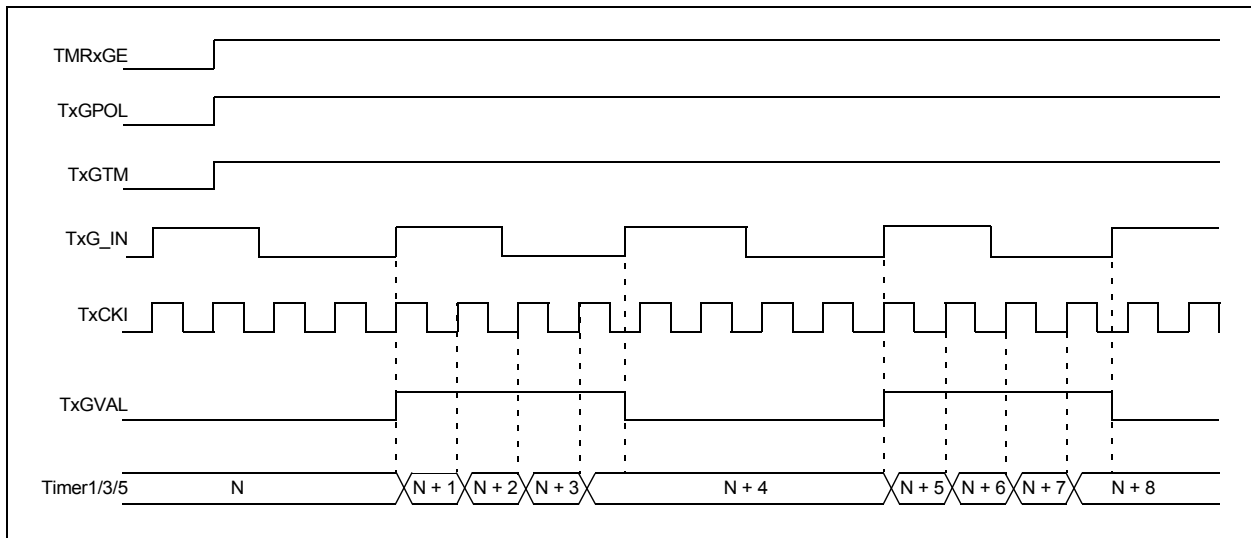 TMRxGE
TxGPOL
TxGTM
TxG_IN
TxCKI
TxGVAL
Timer1/3/5 N N + 1 N + 2 N + 3 N + 4 N + 5 N + 6 N + 7 N + 8